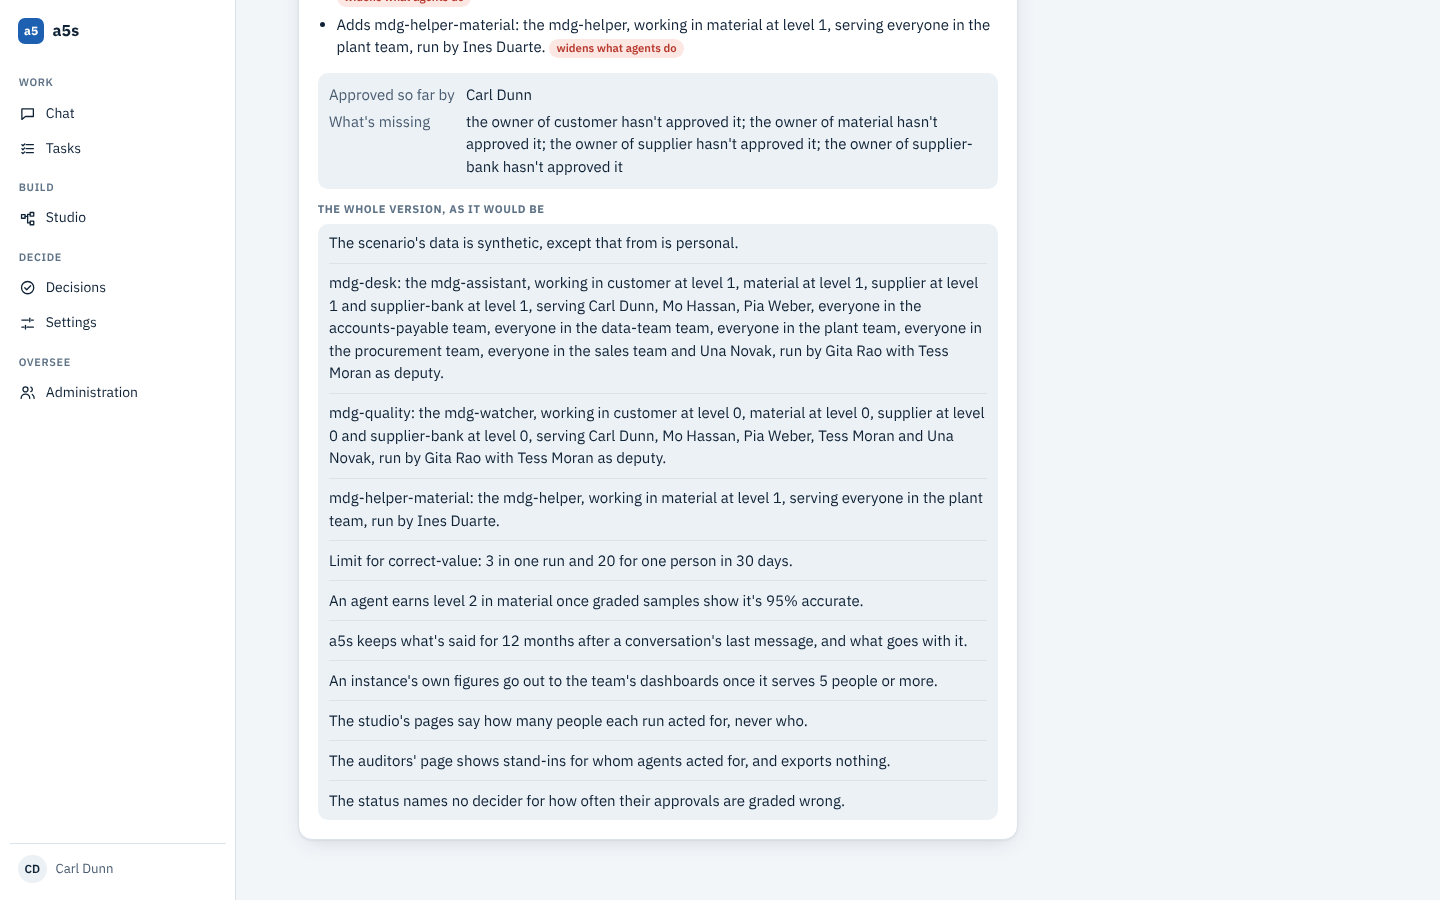 a5 a5s
WORK
Chat
Tasks
BUILD
Studio
DECIDE
Decisions
Settings
OVERSEE
Administration
CD Carl Dunn
widens what agents do
• Adds mdg-helper-material: the mdg-helper, working in material at level 1, serving everyone in the
plant team, run by Ines Duarte. widens what agents do
Approved so far by Carl Dunn
What's missing the owner of customer hasn't approved it; the owner of material hasn't
approved it; the owner of supplier hasn't approved it; the owner of supplier-
bank hasn't approved it
THE WHOLE VERSION, AS IT WOULD BE
The scenario's data is synthetic, except that from is personal.
mdg-desk: the mdg-assistant, working in customer at level 1, material at level 1, supplier at level
1 and supplier-bank at level 1, serving Carl Dunn, Mo Hassan, Pia Weber, everyone in the
accounts-payable team, everyone in the data-team team, everyone in the plant team, everyone in
the procurement team, everyone in the sales team and Una Novak, run by Gita Rao with Tess
Moran as deputy.
mdg-quality: the mdg-watcher, working in customer at level 0, material at level 0, supplier at level
0 and supplier-bank at level 0, serving Carl Dunn, Mo Hassan, Pia Weber, Tess Moran and Una
Novak, run by Gita Rao with Tess Moran as deputy.
mdg-helper-material: the mdg-helper, working in material at level 1, serving everyone in the plant
team, run by Ines Duarte.
Limit for correct-value: 3 in one run and 20 for one person in 30 days.
An agent earns level 2 in material once graded samples show it's 95% accurate.
a5s keeps what's said for 12 months after a conversation's last message, and what goes with it.
An instance's own figures go out to the team's dashboards once it serves 5 people or more.
The studio's pages say how many people each run acted for, never who.
The auditors' page shows stand-ins for whom agents acted for, and exports nothing.
The status names no decider for how often their approvals are graded wrong.